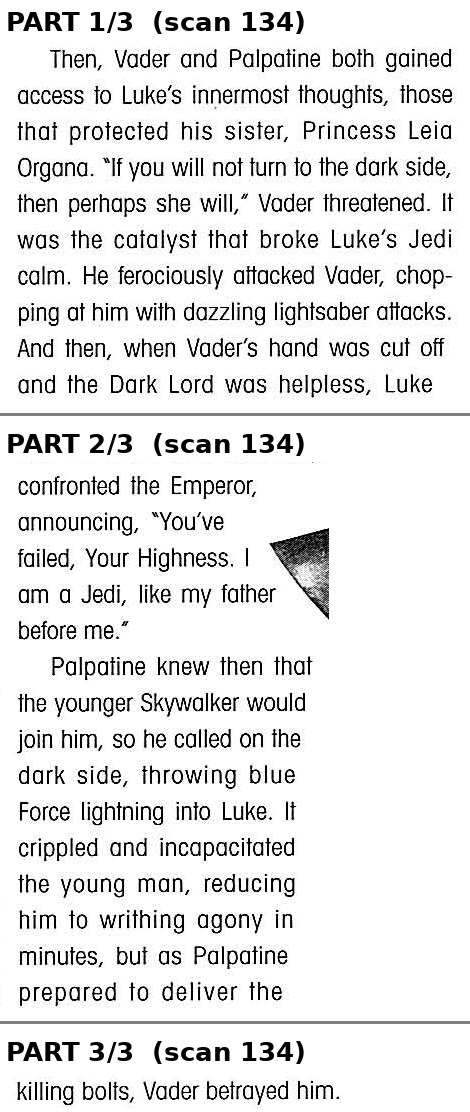 PART 1/3 (scan 134)
Then, Vader and Palpatine both gained
access to Luke's innermost thoughts, those
that protected his sister, Princess Leia
Organa. "If you will not turn to the dark side,
then perhaps she will," Vader threatened. It
was the catalyst that broke Luke's Jedi
calm. He ferociously attacked Vader, chop-
ping at him with dazzling lightsaber attacks.
And then, when Vader's hand was cut off
and the Dark Lord was helpless, Luke
PART 2/3 (scan 134)
confronted the Emperor,
announcing, "You've
failed, Your Highness. I
am a Jedi, like my father
before me."
Palpatine knew then that
the younger Skywalker would
join him, so he called on the
dark side, throwing blue
Force lightning into Luke. It
crippled and incapacitated
the young man, reducing
him to writhing agony in
minutes, but as Palpatine
prepared to deliver the
PART 3/3 (scan 134)
killing bolts, Vader betrayed him.